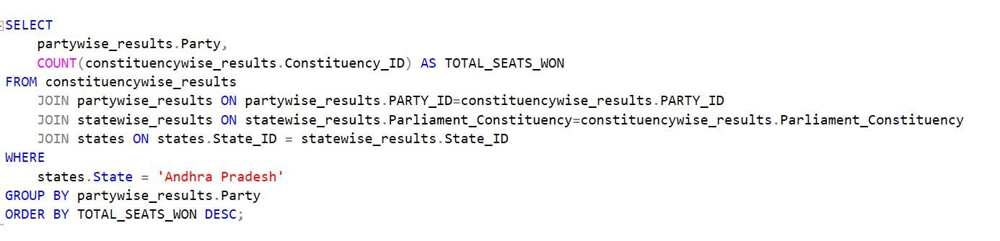 SELECT
    partywise_results.Party,
    COUNT(constituencywise_results.Constituency_ID) AS TOTAL_SEATS_WON
FROM constituencywise_results
    JOIN partywise_results ON partywise_results.PARTY_ID=constituencywise_results.PARTY_ID
    JOIN statewise_results ON statewise_results.Parliament_Constituency=constituencywise_results.Parliament_Constituency
    JOIN states ON states.State_ID = statewise_results.State_ID
WHERE
    states.State = 'Andhra Pradesh'
GROUP BY partywise_results.Party
ORDER BY TOTAL_SEATS_WON DESC;